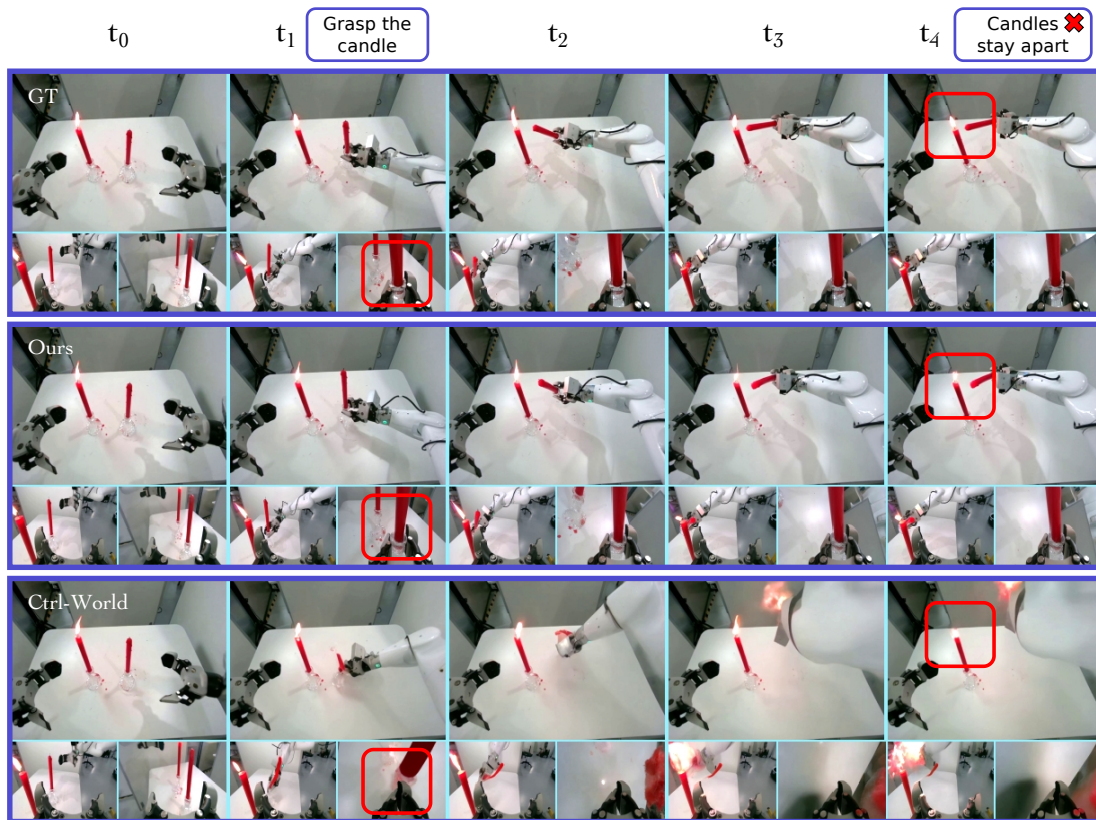 t0
t1
Grasp the
candle
t2
t3
t4
Candles
stay apart
GT
Ours
Ctrl-World